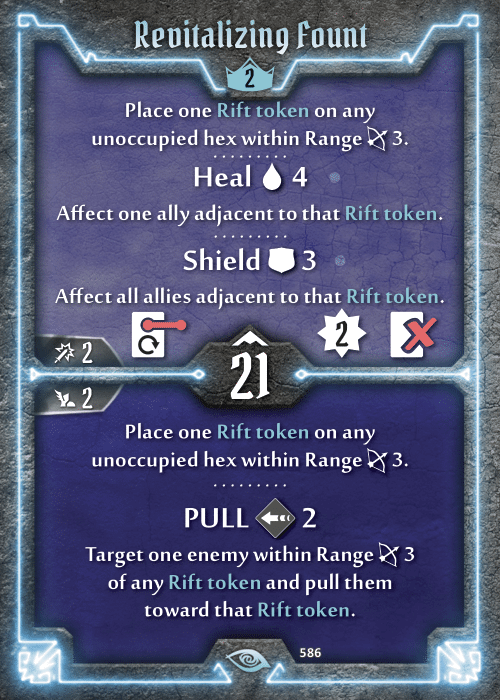 Revitalizing Fount
2
Place one Rift token on any
unoccupied hex within Range 3.
Heal 4
Affect one ally adjacent to that Rift token.
Shield 3
Affect all allies adjacent to that Rift token.
2
2
21
2
Place one Rift token on any
unoccupied hex within Range 3.
PULL 2
Target one enemy within Range 3
of any Rift token and pull them
toward that Rift token.
586